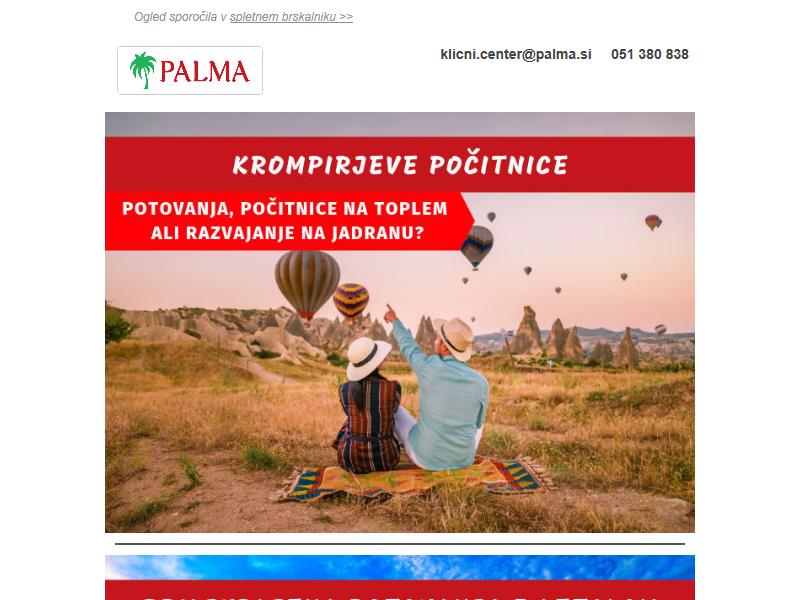 Ogled sporočila v spletnem brskalniku >>
PALMA
klicni.center@palma.si 051 380 838
KROMPIRJEVE POČITNICE
POTOVANJA, POČITNICE NA TOPLEM
ALI RAZVAJANJE NA JADRANU?